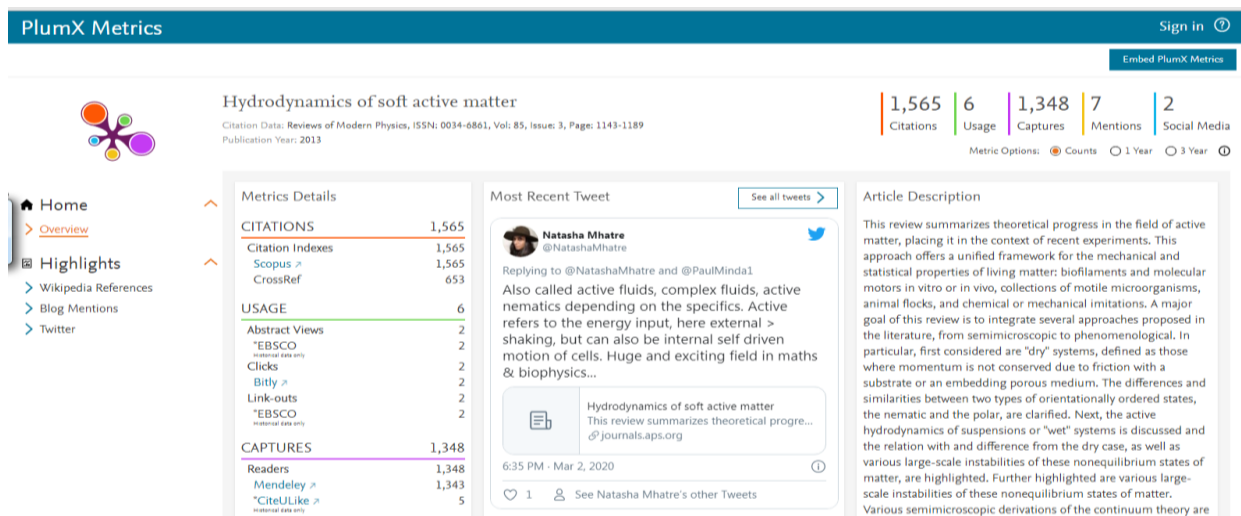 PlumX Metrics
Sign in ?
Embed PlumX Metrics
Hydrodynamics of soft active matter
Citation Data: Reviews of Modern Physics, ISSN: 0034-6861, Vol: 85, Issue: 3, Page: 1143-1189
Publication Year: 2013
1,565 6 1,348 7 2
Citations Usage Captures Mentions Social Media
Metric Options: Counts 1 Year 3 Year
Home
Overview
Highlights
Wikipedia References
Blog Mentions
Twitter
Metrics Details
CITATIONS 1,565
Citation Indexes 1,565
Scopus 1,565
CrossRef 653
USAGE 6
Abstract Views 2
*EBSCO 2
Historical data only
Clicks 2
Bitly 2
Link-outs 2
*EBSCO 2
Historical data only
CAPTURES 1,348
Readers 1,348
Mendeley 1,343
*CiteULike 5
Historical data only
Most Recent Tweet
See all tweets
Natasha Mhatre
@NatashaMhatre
Replying to @NatashaMhatre and @PaulMinda1
Also called active fluids, complex fluids, active
nematics depending on the specifics. Active
refers to the energy input, here external >
shaking, but can also be internal self driven
motion of cells. Huge and exciting field in maths
& biophysics...
Hydrodynamics of soft active matter
This review summarizes theoretical progre...
journals.aps.org
6:35 PM · Mar 2, 2020
1 See Natasha Mhatre's other Tweets
Article Description
This review summarizes theoretical progress in the field of active
matter, placing it in the context of recent experiments. This
approach offers a unified framework for the mechanical and
statistical properties of living matter: biofilaments and molecular
motors in vitro or in vivo, collections of motile microorganisms,
animal flocks, and chemical or mechanical imitations. A major
goal of this review is to integrate several approaches proposed in
the literature, from semimicroscopic to phenomenological. In
particular, first considered are "dry" systems, defined as those
where momentum is not conserved due to friction with a
substrate or an embedding porous medium. The differences and
similarities between two types of orientationally ordered states,
the nematic and the polar, are clarified. Next, the active
hydrodynamics of suspensions or "wet" systems is discussed and
the relation with and difference from the dry case, as well as
various large-scale instabilities of these nonequilibrium states of
matter, are highlighted. Further highlighted are various large-
scale instabilities of these nonequilibrium states of matter.
Various semimicroscopic derivations of the continuum theory are